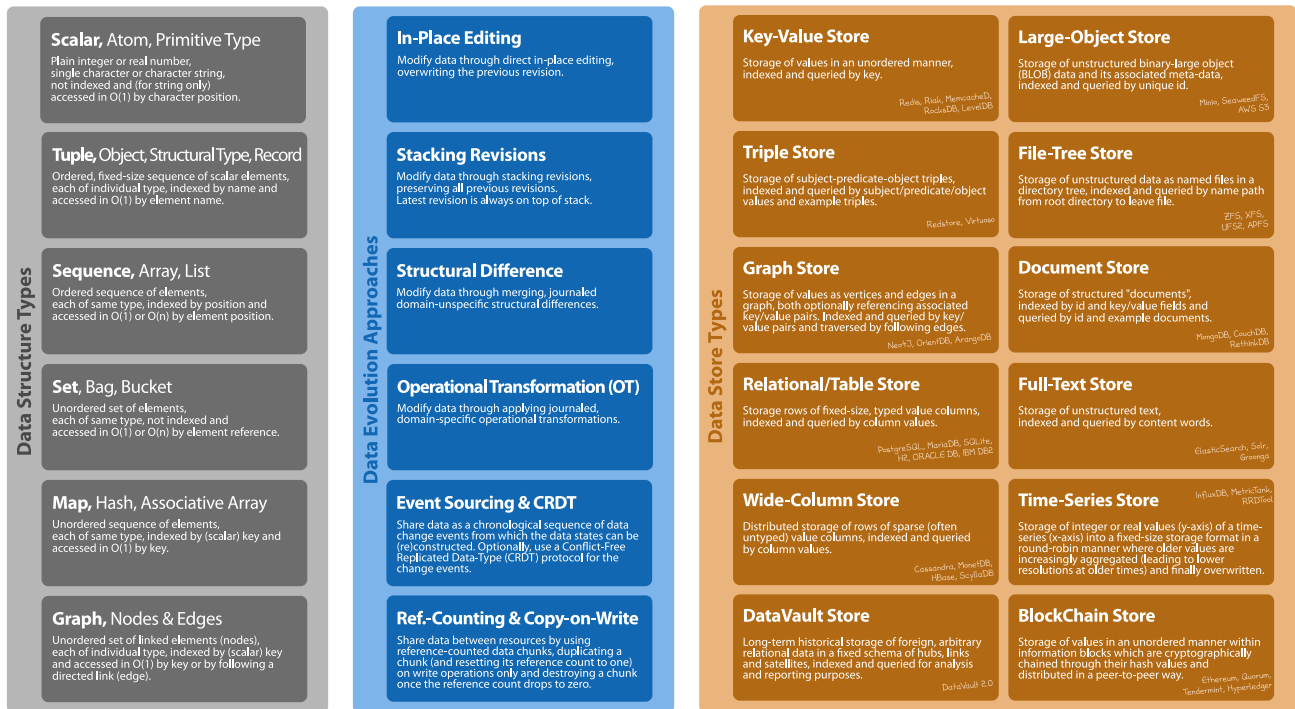 Data Structure Types
Scalar, Atom, Primitive Type
Plain integer or real number,
single character or character string,
not indexed and (for string only)
accessed in O(1) by character position.
Tuple, Object, Structural Type, Record
Ordered, fixed-size sequence of scalar elements,
each of individual type, indexed by name and
accessed in O(1) by element name.
Sequence, Array, List
Ordered sequence of elements,
each of same type, indexed by position and
accessed in O(1) or O(n) by element position.
Set, Bag, Bucket
Unordered set of elements,
each of same type, not indexed and
accessed in O(1) or O(n) by element reference.
Map, Hash, Associative Array
Unordered sequence of elements,
each of same type, indexed by (scalar) key and
accessed in O(1) by key.
Graph, Nodes & Edges
Unordered set of linked elements (nodes),
each of individual type, indexed by (scalar) key
and accessed in O(1) by key or by following a
directed link (edge).
Data Evolution Approaches
In-Place Editing
Modify data through direct in-place editing,
overwriting the previous revision.
Stacking Revisions
Modify data through stacking revisions,
preserving all previous revisions.
Latest revision is always on top of stack.
Structural Difference
Modify data through merging, journaled
domain-unspecific structural differences.
Operational Transformation (OT)
Modify data through applying journaled,
domain-specific operational transformations.
Event Sourcing & CRDT
Share data as a chronological sequence of data
change events from which the data states can be
(re)constructed. Optionally, use a Conflict-Free
Replicated Data-Type (CRDT) protocol for the
change events.
Ref.-Counting & Copy-on-Write
Share data between resources by using
reference-counted data chunks, duplicating a
chunk (and resetting its reference count to one)
on write operations only and destroying a chunk
once the reference count drops to zero.
Data Store Types
Key-Value Store
Storage of values in an unordered manner,
indexed and queried by key.
Redis, Riak, MemcacheD,
RocksDB, LevelDB
Large-Object Store
Storage of unstructured binary-large object
(BLOB) data and its associated meta-data,
indexed and queried by unique id.
Minio, SeaweedFS,
AWS S3
Triple Store
Storage of subject-predicate-object triples,
indexed and queried by subject/predicate/object
values and example triples.
Redstore, Virtuoso
File-Tree Store
Storage of unstructured data as named files in a
directory tree, indexed and queried by name path
from root directory to leave file.
ZFS, XFS,
UFS2, APFS
Graph Store
Storage of values as vertices and edges in a
graph, both optionally referencing associated
key/value pairs. Indexed and queried by key/
value pairs and traversed by following edges.
Neo4J, OrientDB, ArangoDB
Document Store
Storage of structured "documents",
indexed by id and key/value fields and
queried by id and example documents.
MongoDB, CouchDB,
RethinkDB
Relational/Table Store
Storage rows of fixed-size, typed value columns,
indexed and queried by column values.
PostgreSQL, MariaDB, SQLite,
H2, ORACLE DB, IBM DB2
Full-Text Store
Storage of unstructured text,
indexed and queried by content words.
ElasticSearch, Solr,
Groonga
Wide-Column Store
Distributed storage of rows of sparse (often
untyped) value columns, indexed and queried
by column values.
Cassandra, MonetDB,
HBase, ScyllaDB
Time-Series Store
InfluxDB, MetricTank,
RRDTool
Storage of integer or real values (y-axis) of a time-
series (x-axis) into a fixed-size storage format in a
round-robin manner where older values are
increasingly aggregated (leading to lower
resolutions at older times) and finally overwritten.
DataVault Store
Long-term historical storage of foreign, arbitrary
relational data in a fixed schema of hubs, links
and satellites, indexed and queried for analysis
and reporting purposes.
DataVault 2.0
BlockChain Store
Storage of values in an unordered manner within
information blocks which are cryptographically
chained through their hash values and
distributed in a peer-to-peer way.
Ethereum, Quorum,
Tendermint, Hyperledger